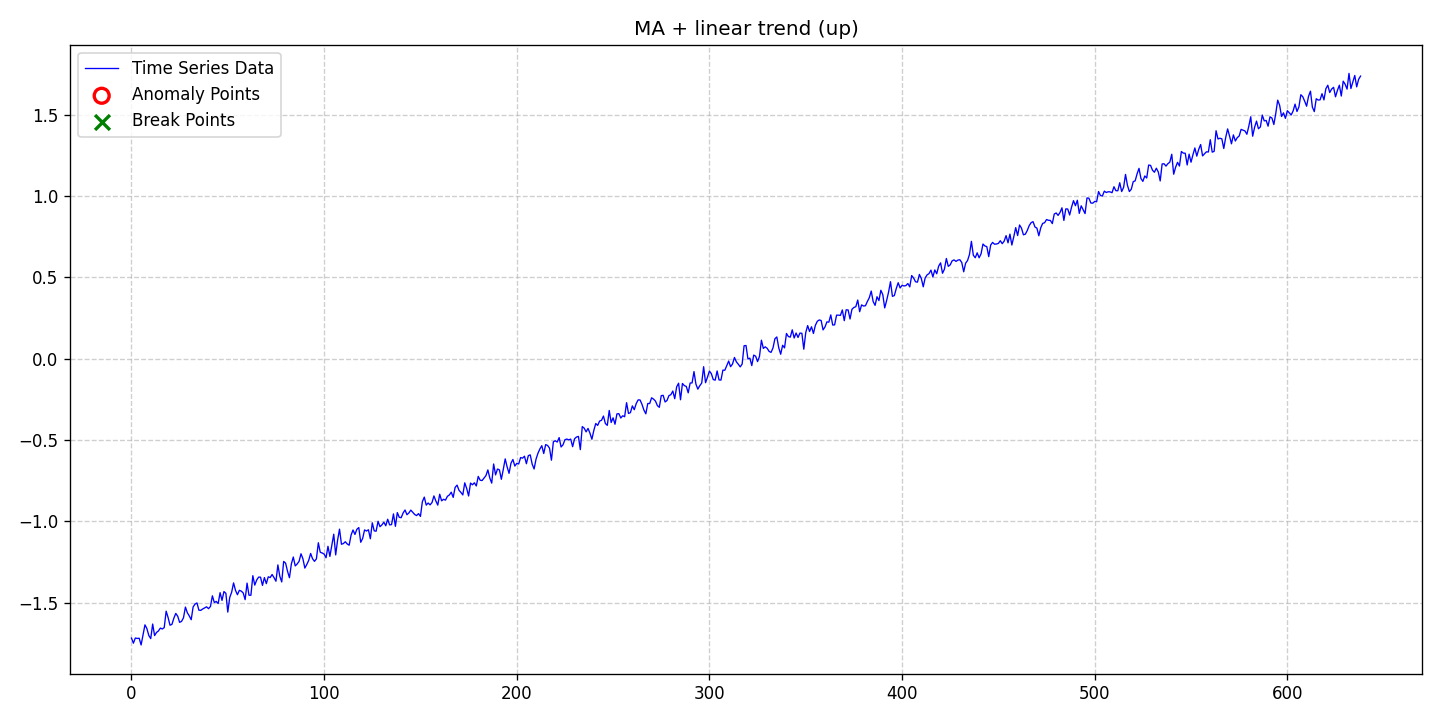 MA + linear trend (up)
Time Series Data
Anomaly Points
Break Points
1.5
1.0
0.5
0.0
−0.5
−1.0
−1.5
0 100 200 300 400 500 600